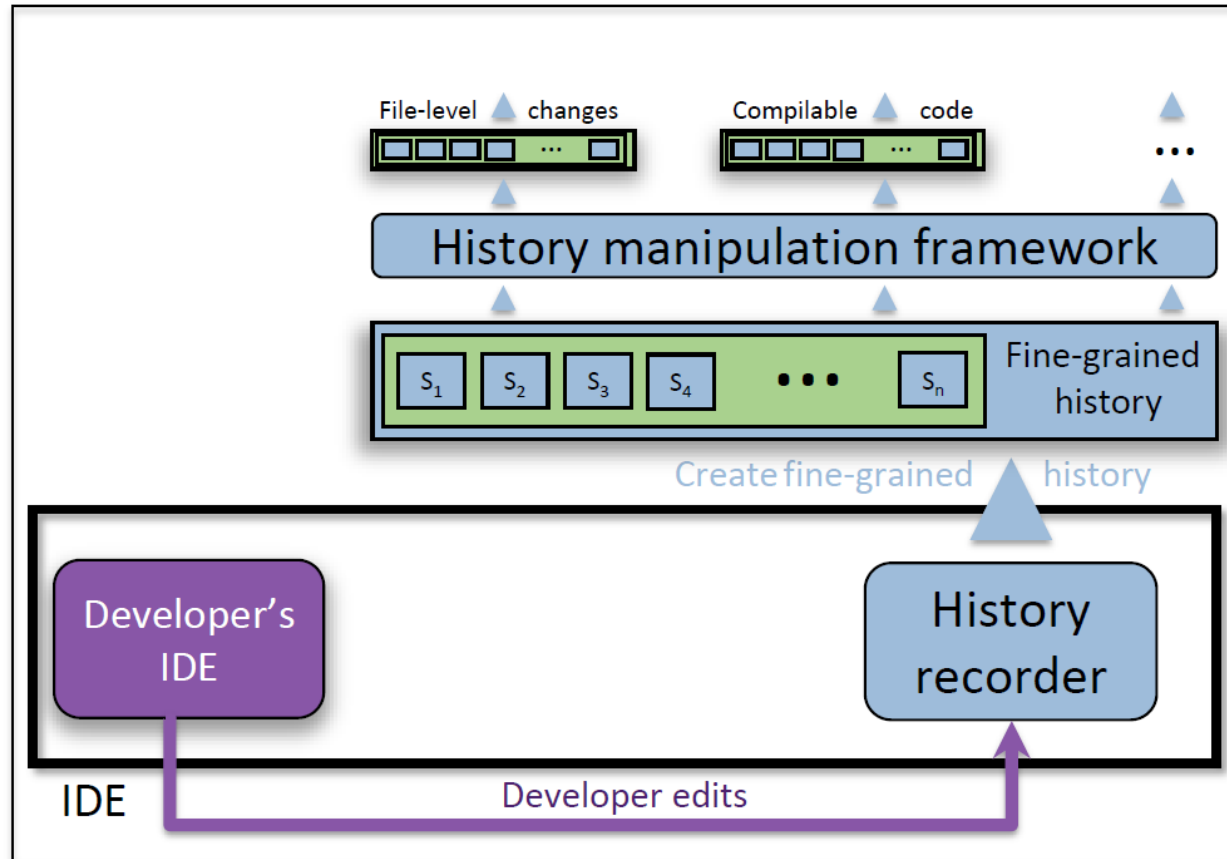 File-level changes
Compilable code
...
...
...
History manipulation framework
S1 S2 S3 S4 ... Sn
Fine-grained
history
Create fine-grained history
Developer's
IDE
History
recorder
Developer edits
IDE